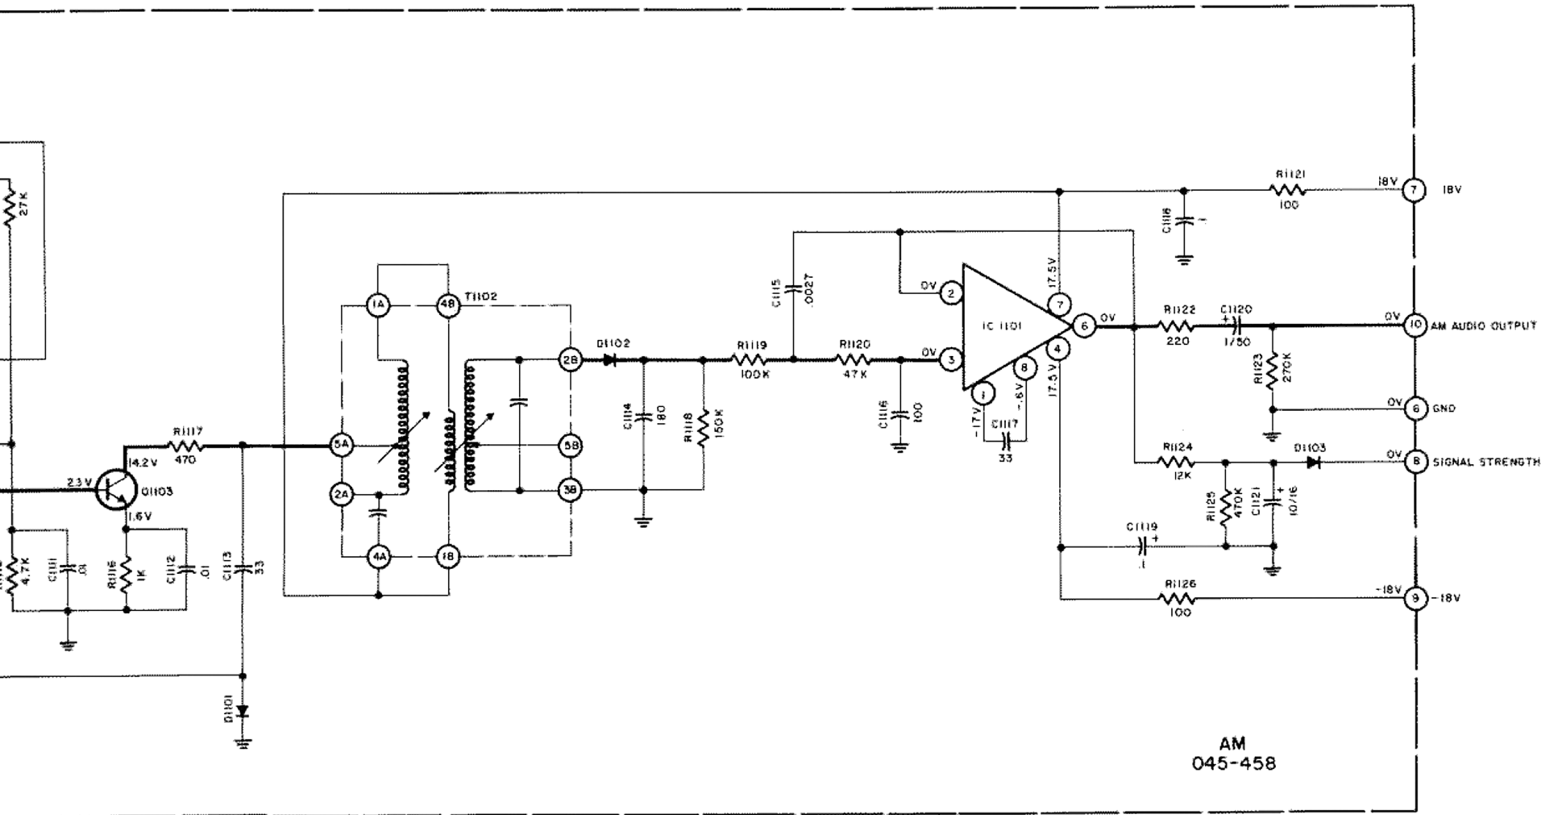 27K
R1121
18V
7
18V
100
C1118
.1
C1115
.0027
0V
2
17.5V
7
1A
4B
T1102
IC 1101
6
0V
R1122
220
C1120
1/50
0V
10
AM AUDIO OUTPUT
2B
D1102
R1119
100K
R1120
47K
0V
3
4
8
R1123
270K
C1114
180
R1118
150K
C1116
100
1
-17V
-.6V
17.5V
C1117
33
0V
6
GND
R1117
470
5A
5B
R1124
12K
D1103
0V
8
SIGNAL STRENGTH
14.2V
2.3V
Q1103
1.6V
2A
3B
R1125
470K
C1121
10/16
C1119
.1
4A
1B
4.7K
C1111
.01
R1116
1K
C1112
.01
C1113
33
R1126
100
-18V
9
-18V
D1101
AM
045-458